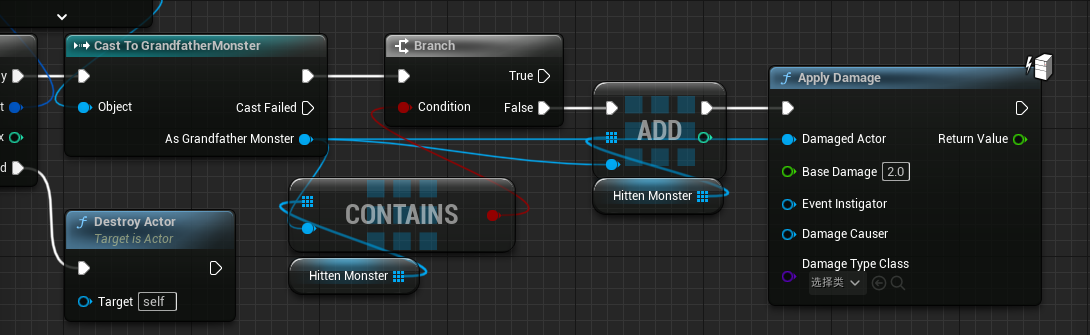 Cast To GrandfatherMonster
Object
Cast Failed
As Grandfather Monster
Branch
True
Condition
False
ADD
Hitten Monster
Apply Damage
Damaged Actor
Return Value
Base Damage 2.0
Event Instigator
Damage Causer
Damage Type Class
选择类
CONTAINS
Hitten Monster
Destroy Actor
Target is Actor
Target self